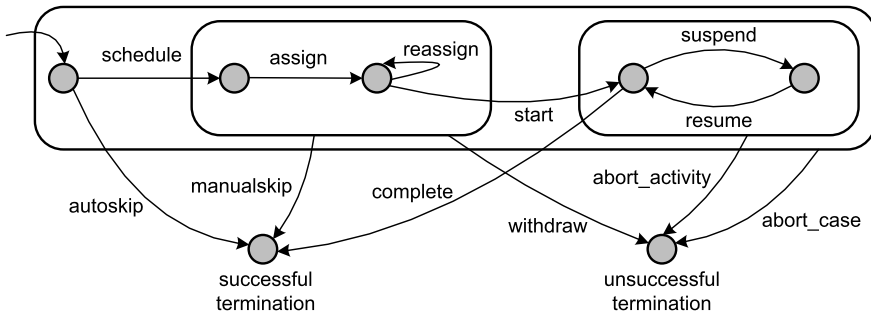 suspend
reassign
schedule
assign
start
resume
manualskip
complete
abort_activity
autoskip
withdraw
abort_case
successful
termination
unsuccessful
termination